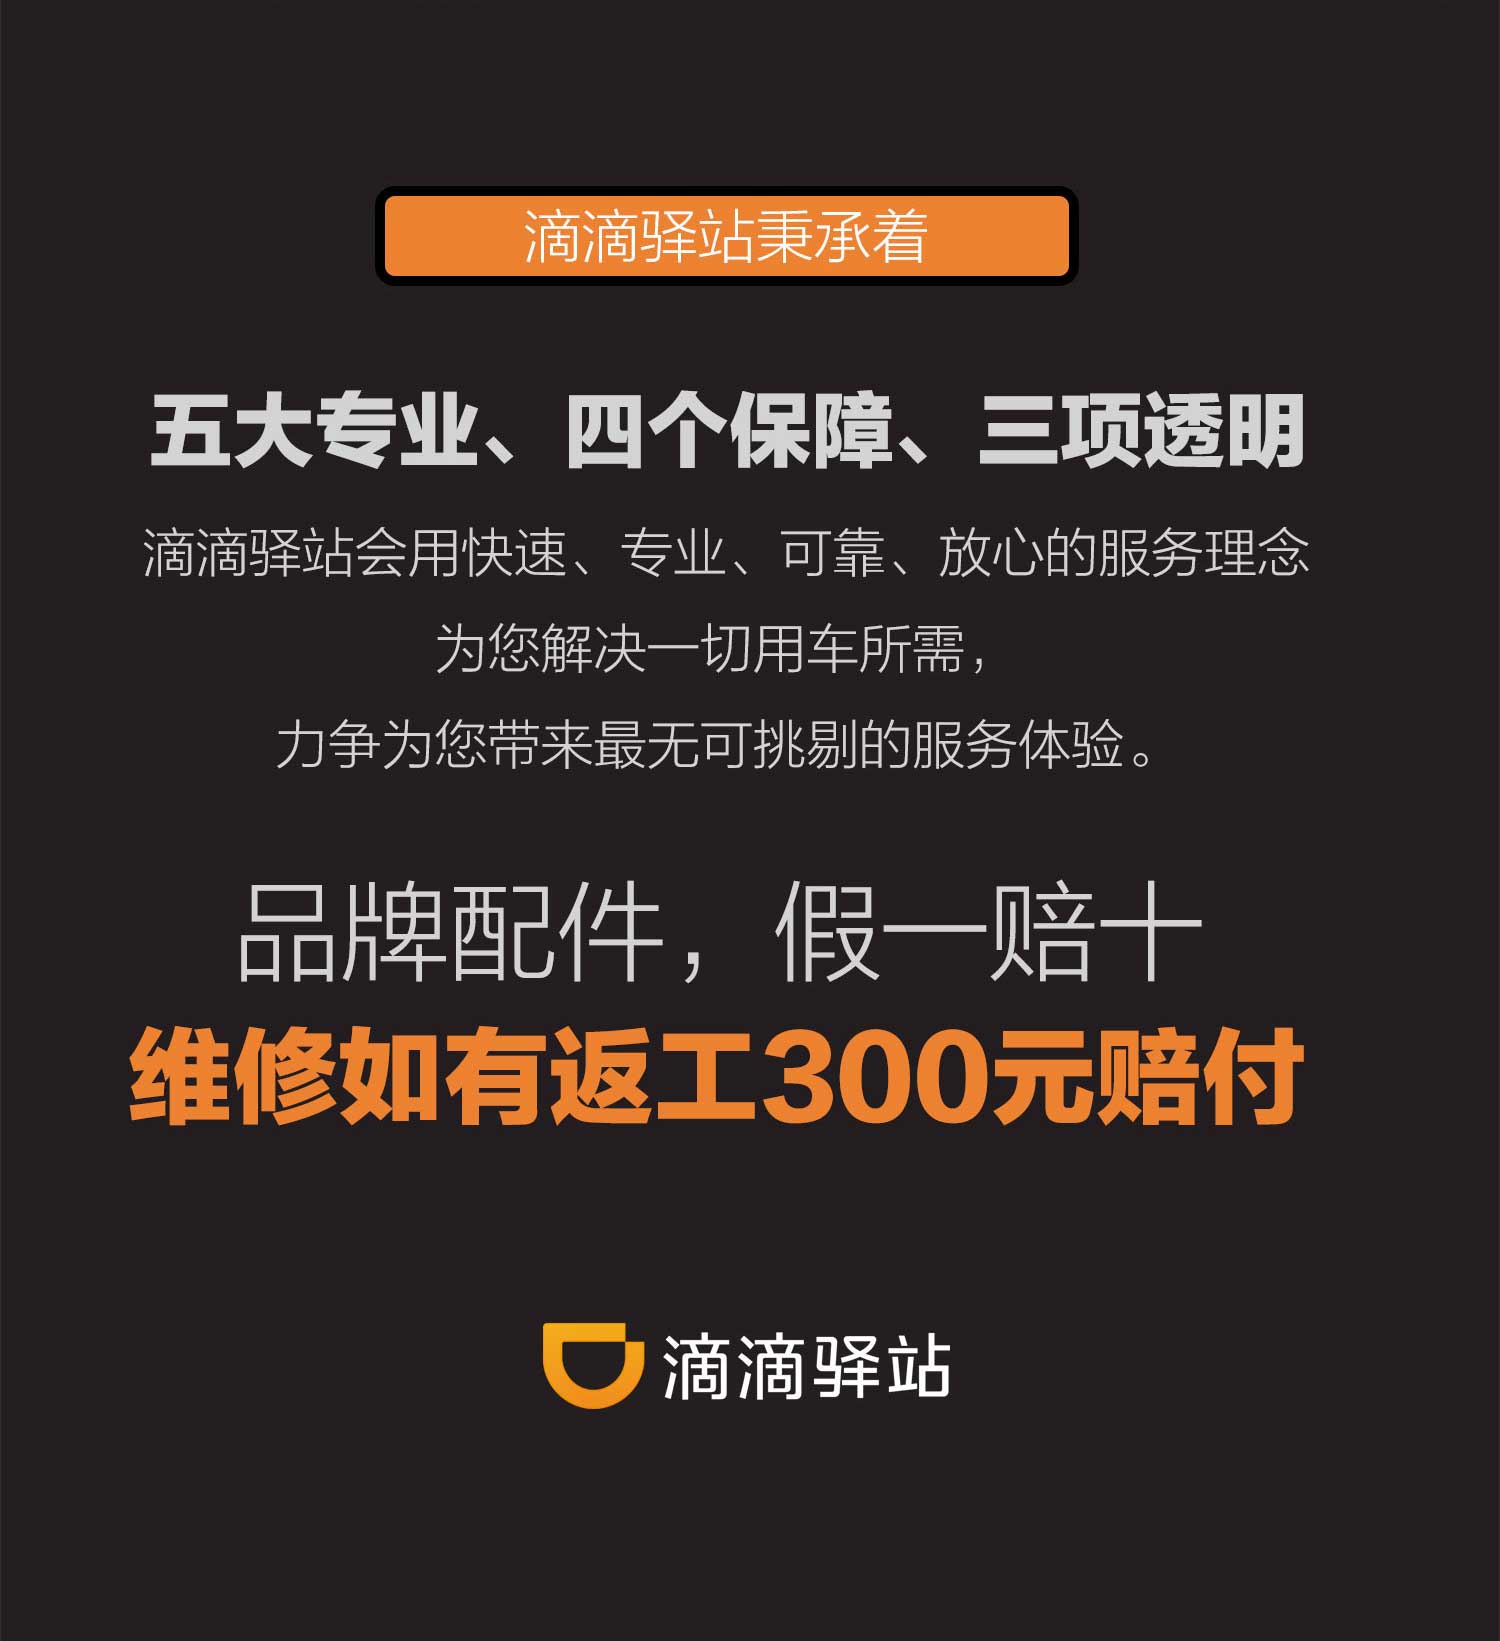 滴滴驿站秉承着
五大专业、四个保障、三项透明
滴滴驿站会用快速、专业、可靠、放心的服务理念
为您解决一切用车所需，
力争为您带来最无可挑剔的服务体验。
品牌配件，假一赔十
维修如有返工300元赔付
滴滴驿站